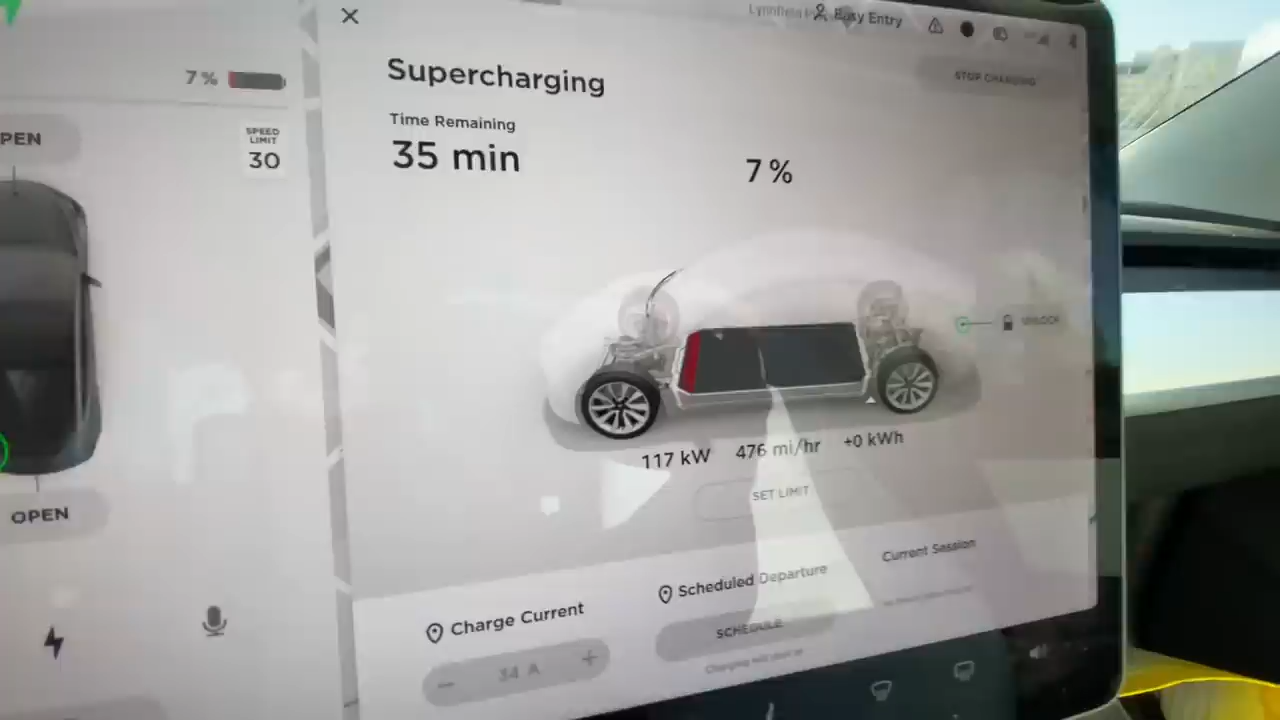 7 %
PEN
SPEED
LIMIT
30
OPEN
Easy Entry
Supercharging
STOP CHARGING
Time Remaining
35 min
7 %
UNLOCK
117 kW
476 mi/hr
+0 kWh
SET LIMIT
Charge Current
− 34 A +
Scheduled Departure
SCHEDULE
Current Session